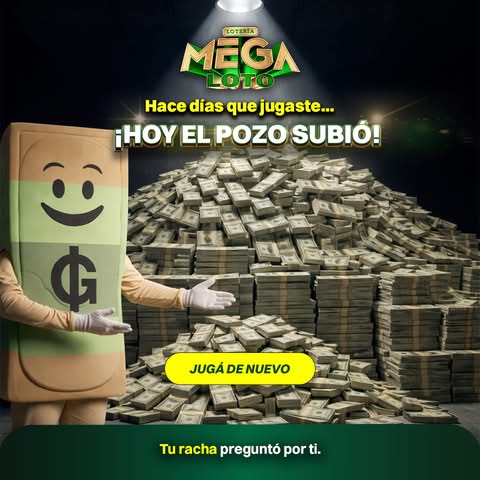 LOTERÍA
MEGA
LOTO
Hace días que jugaste...
¡HOY EL POZO SUBIÓ!
₲
JUGÁ DE NUEVO
Tu racha preguntó por ti.